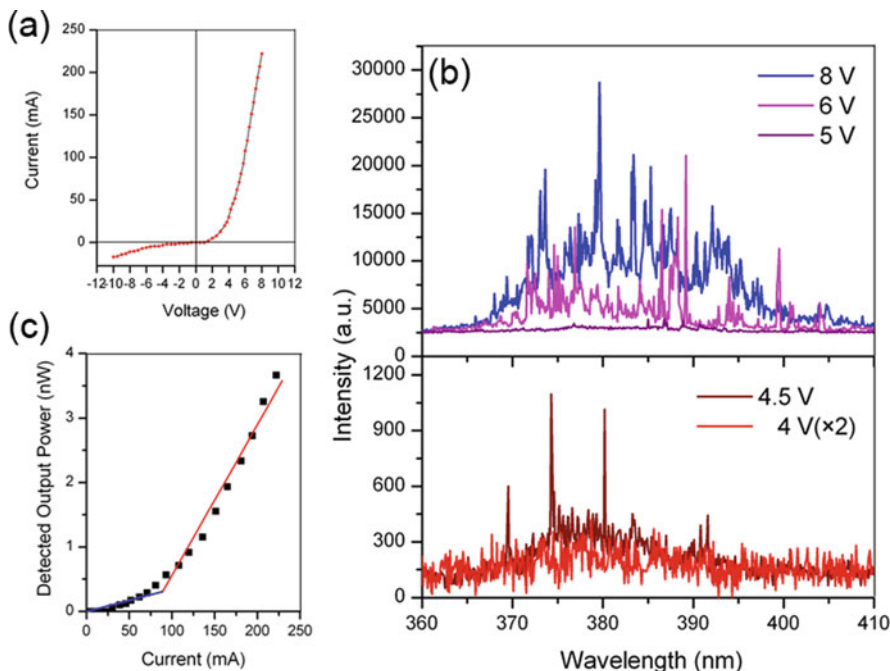 (a)
250
200
150
100
50
0
Current (mA)
-12 -10 -8 -6 -4 -2 0 2 4 6 8 10 12
Voltage (V)
(b)
8 V
6 V
5 V
30000
25000
20000
15000
10000
5000
0
Intensity (a.u.)
1200
900
600
300
0
4.5 V
4 V(×2)
360 370 380 390 400 410
Wavelength (nm)
(c)
4
3
2
1
0
Detected Output Power (nW)
0 50 100 150 200 250
Current (mA)